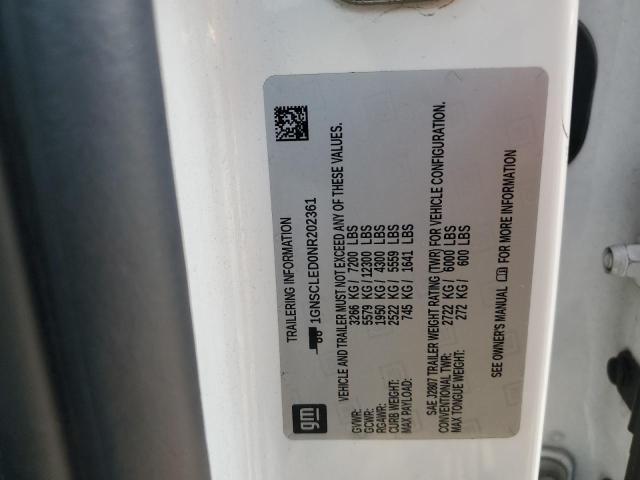 gm
TRAILERING INFORMATION
1GNSCLED0NR202361
VEHICLE AND TRAILER MUST NOT EXCEED ANY OF THESE VALUES.
GVWR: 3266 KG / 7200 LBS
GCWR: 5579 KG / 12300 LBS
RGAWR: 1950 KG / 4300 LBS
CURB WEIGHT: 2522 KG / 5559 LBS
MAX PAYLOAD: 745 KG / 1641 LBS
SAE J2807 TRAILER WEIGHT RATING (TWR) FOR VEHICLE CONFIGURATION.
CONVENTIONAL TWR: 2722 KG / 6000 LBS
MAX TONGUE WEIGHT: 272 KG / 600 LBS
SEE OWNER'S MANUAL FOR MORE INFORMATION